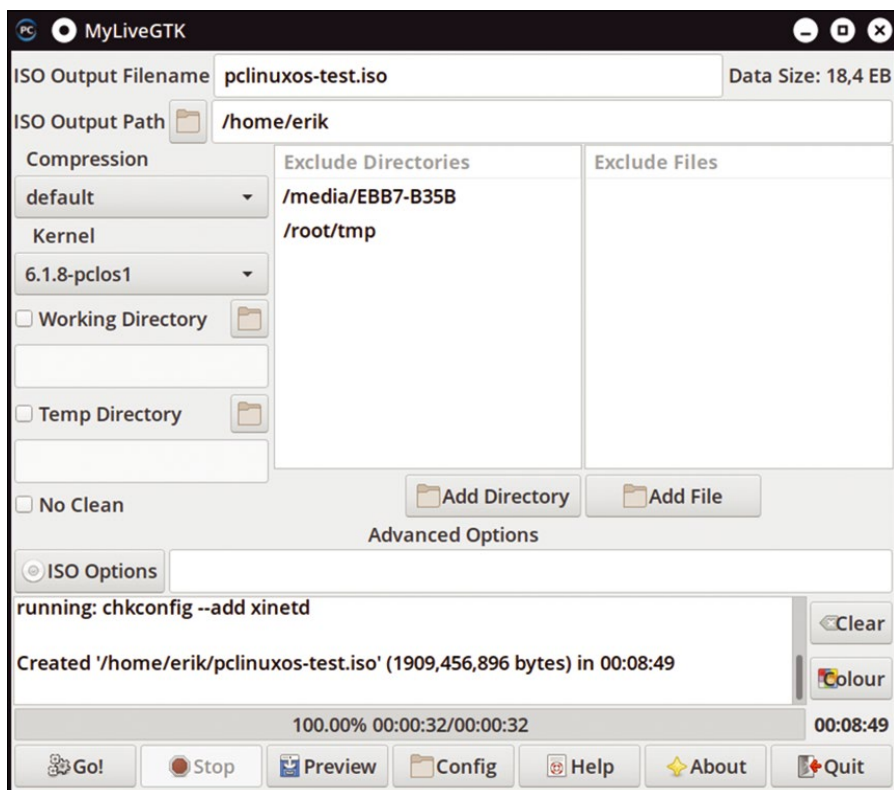 PC MyLiveGTK
ISO Output Filename pclinuxos-test.iso Data Size: 18,4 EB
ISO Output Path /home/erik
Compression
default
Kernel
6.1.8-pclos1
Working Directory
Temp Directory
No Clean
Exclude Directories
/media/EBB7-B35B
/root/tmp
Exclude Files
Add Directory Add File
Advanced Options
ISO Options
running: chkconfig --add xinetd
Created '/home/erik/pclinuxos-test.iso' (1909,456,896 bytes) in 00:08:49
Clear
Colour
100.00% 00:00:32/00:00:32 00:08:49
Go! Stop Preview Config Help About Quit